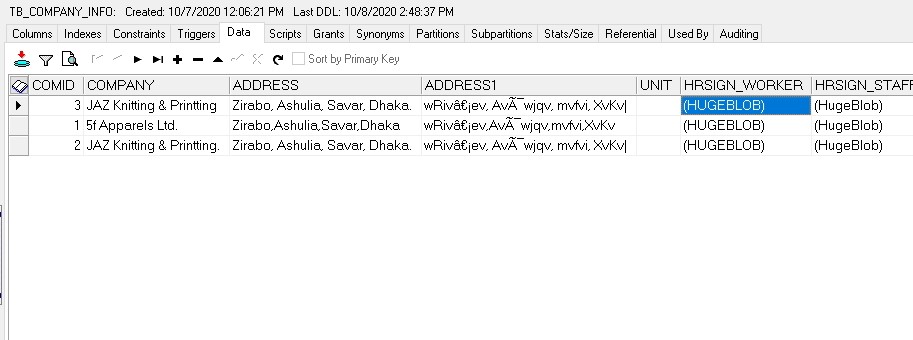 TB_COMPANY_INFO: Created: 10/7/2020 12:06:21 PM Last DDL: 10/8/2020 2:48:37 PM
Columns Indexes Constraints Triggers Data Scripts Grants Synonyms Partitions Subpartitions Stats/Size Referential Used By Auditing
Sort by Primary Key
COMID COMPANY ADDRESS ADDRESS1 UNIT HRSIGN_WORKER HRSIGN_STAFF
3 JAZ Knitting & Printting Zirabo, Ashulia, Savar, Dhaka. wRivâ€¡ev, AvÃ¯wjqv, mvfvi, XvKv| (HUGEBLOB) (HugeBlob)
1 5f Apparels Ltd. Zirabo,Ashulia,Savar,Dhaka wRivâ€¡ev,AvÃ¯wjqv,mvfvi,XvKv (HUGEBLOB) (HugeBlob)
2 JAZ Knitting & Printting. Zirabo, Ashulia, Savar, Dhaka. wRivâ€¡ev, AvÃ¯wjqv, mvfvi, XvKv| (HUGEBLOB) (HugeBlob)